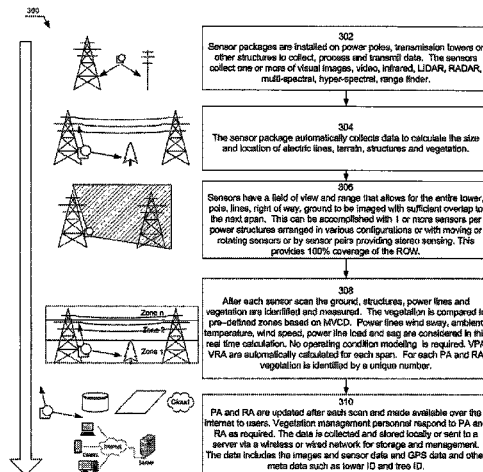 300
302
Sensor packages are installed on power poles, transmission towers or
other structures to collect, process and transmit data. The sensors
collect one or more of visual images, video, infrared, LiDAR, RADAR,
multi-spectral, hyper-spectral, range finder.
304
The sensor package automatically collects data to calculate the size
and location of electric lines, terrain, structures and vegetation.
306
Sensors have a field of view and range that allows for the entire tower,
pole, lines, right of way, ground to be imaged with sufficient overlap to
the next span. This can be accomplished with 1 or more sensors per
power structures arranged in various configurations or with moving or
rotating sensors or by sensor pairs providing stereo sensing. This
provides 100% coverage of the ROW.
Zone n
Zone 2
Zone 1
308
After each sensor scan the ground, structures, power lines and
vegetation are identified and measured. The vegetation is compared to
pre-defined zones based on MVCD. Power lines wind sway, ambient
temperature, wind speed, power line load and sag are considered in this
real time calculation. No operating condition modeling is required. VPA
VRA are automatically calculated for each span. For each PA and RA
vegetation is identified by a unique number.
Cloud
Internet
Server
310
PA and RA are updated after each scan and made available over the
internet to users. Vegetation management personnel respond to PA and
RA as required. The data is collected and stored locally or sent to a
server via a wireless or wired network for storage and management.
The data includes the images and sensor data and GPS data and other
meta data such as tower ID and tree ID.